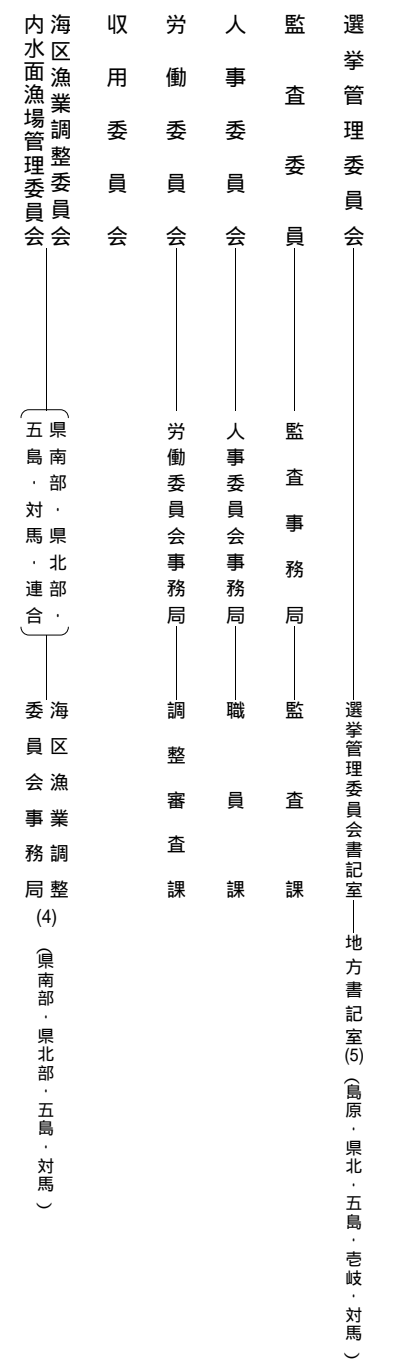 選挙管理委員会
選挙管理委員会書記室
地方書記室(5)
（島原・県北・五島・壱岐・対馬）
監査委員
監査事務局
監査課
人事委員会
人事委員会事務局
職員課
労働委員会
労働委員会事務局
調整審査課
収用委員会
海区漁業調整委員会
内水面漁場管理委員会
県南部・県北部・
五島・対馬・連合
海区漁業調整
委員会事務局
(4)
（県南部・県北部・五島・対馬）